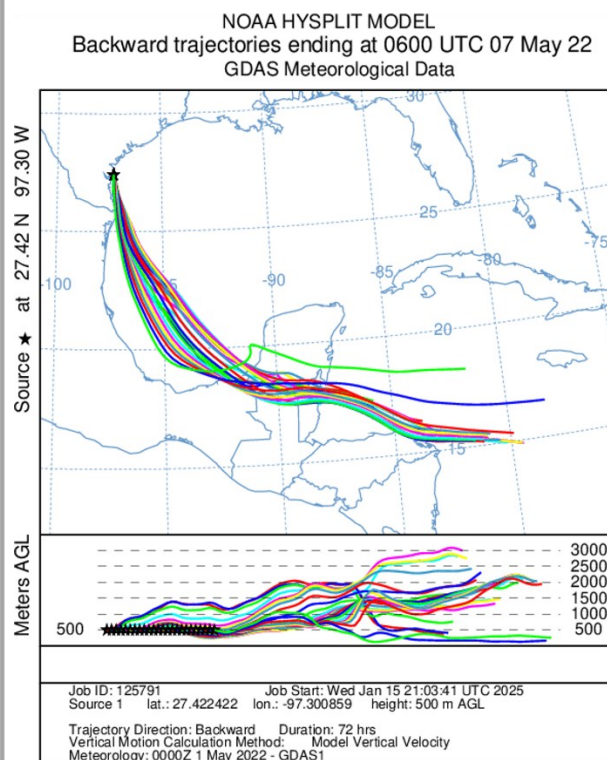 NOAA HYSPLIT MODEL
Backward trajectories ending at 0600 UTC 07 May 22
GDAS Meteorological Data
Source ★ at 27.42 N 97.30 W
30
25
-75
-80
-85
-90
-100
20
15
Meters AGL
3000
2500
2000
1500
1000
500
500
Job ID: 125791 Job Start: Wed Jan 15 21:03:41 UTC 2025
Source 1 lat.: 27.422422 lon.: -97.300859 height: 500 m AGL
Trajectory Direction: Backward Duration: 72 hrs
Vertical Motion Calculation Method: Model Vertical Velocity
Meteorology: 0000Z 1 May 2022 - GDAS1